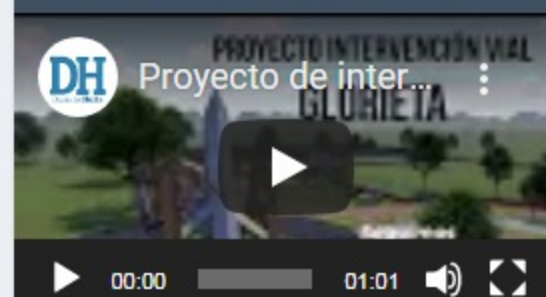 PROYECTO INTERVENCIÓN VIAL
DH Proyecto de inter...
GLORIETA
00:00 01:01